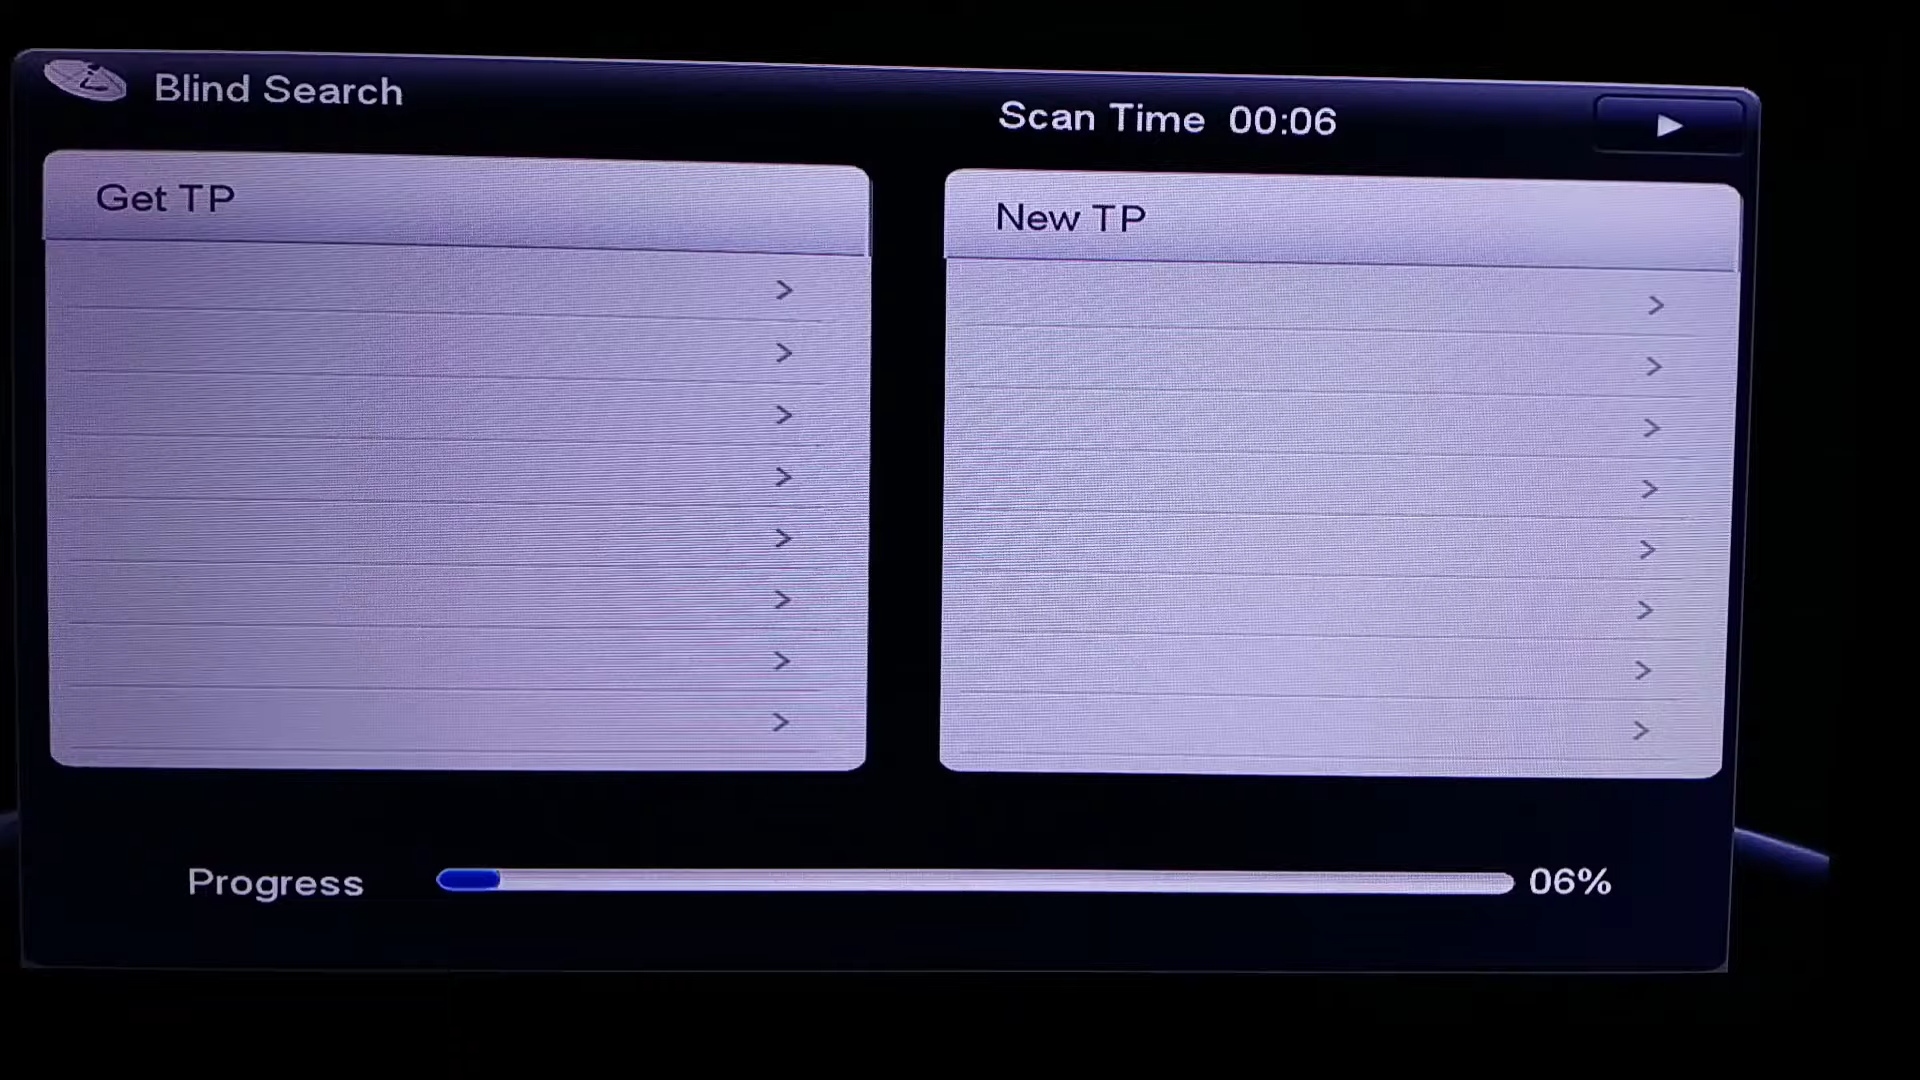 Blind Search
Scan Time 00:06
Get TP
New TP
Progress
06%